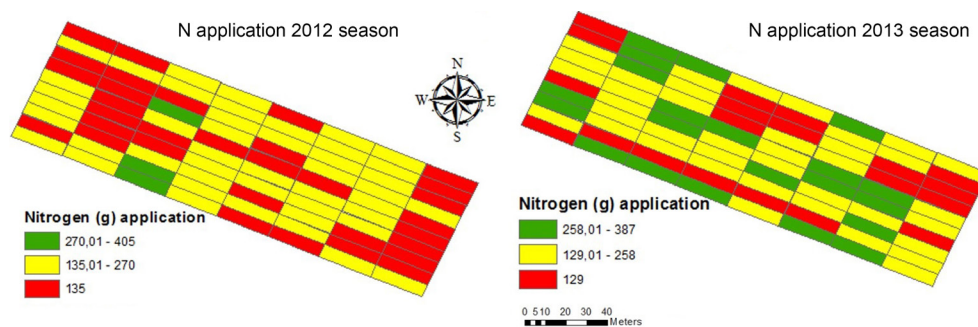 N application 2012 season
N application 2013 season
N
W E
S
Nitrogen (g) application
270,01 - 405
135,01 - 270
135
Nitrogen (g) application
258,01 - 387
129,01 - 258
129
0 5 10 20 30 40
Meters